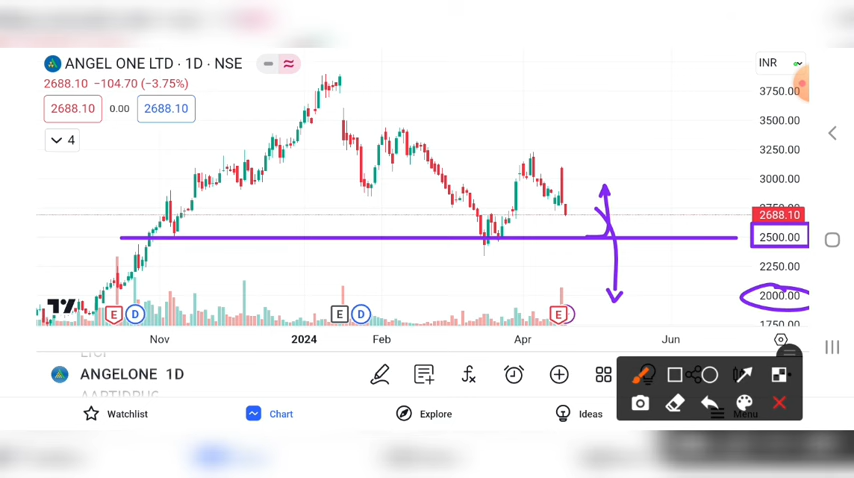 ANGEL ONE LTD · 1D · NSE
INR
2688.10 −104.70 (−3.75%)
2688.10 0.00 2688.10
4
3750.00
3500.00
3250.00
3000.00
2688.10
2500.00
2250.00
2000.00
1750.00
E D E D E
Nov 2024 Feb Apr Jun
ANGELONE 1D
Watchlist Chart Explore Ideas Menu